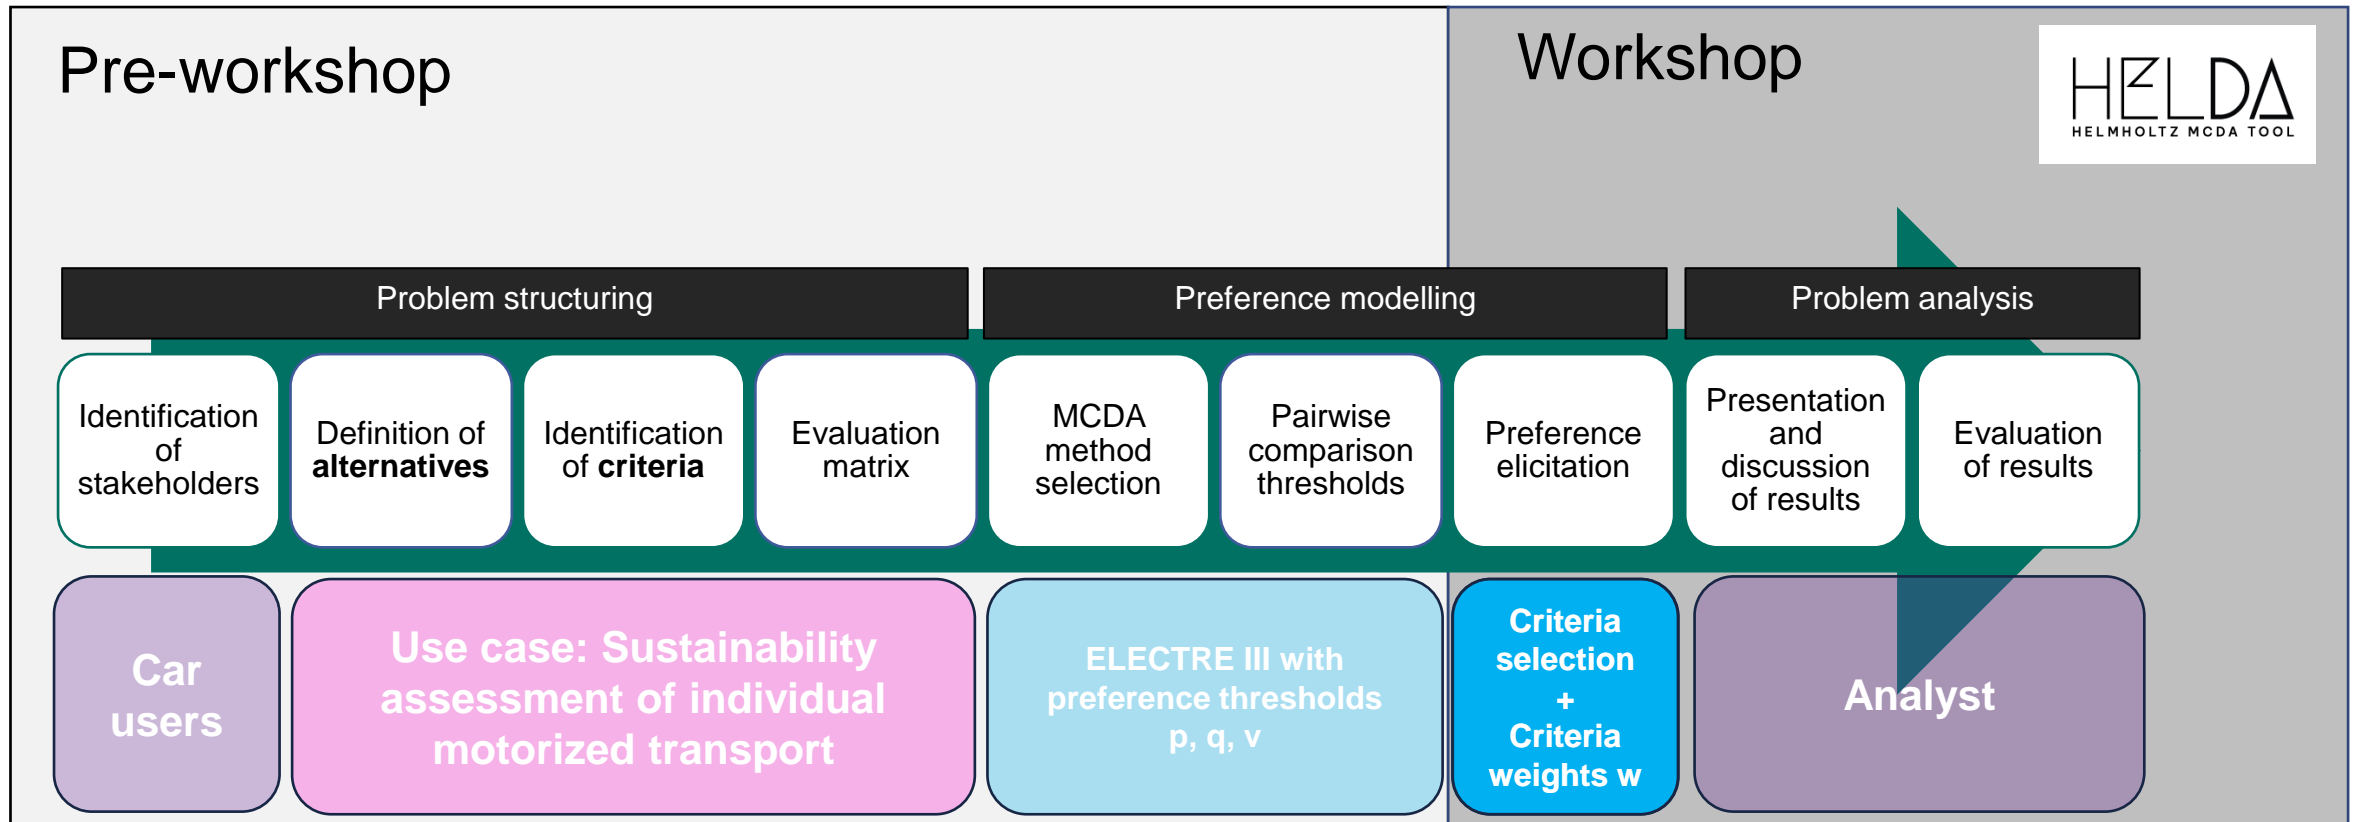 Pre-workshop
Workshop
HELDA
HELMHOLTZ MCDA TOOL
Problem structuring
Preference modelling
Problem analysis
Identification
of
stakeholders
Definition of
alternatives
Identification
of criteria
Evaluation
matrix
MCDA
method
selection
Pairwise
comparison
thresholds
Preference
elicitation
Presentation
and
discussion
of results
Evaluation
of results
Car
users
Use case: Sustainability
assessment of individual
motorized transport
ELECTRE III with
preference thresholds
p, q, v
Criteria
selection
+
Criteria
weights w
Analyst